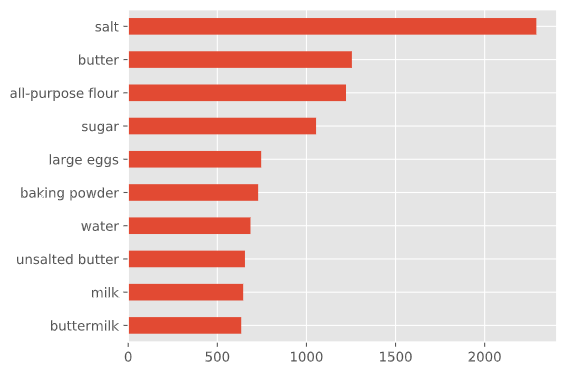 salt
butter
all-purpose flour
sugar
large eggs
baking powder
water
unsalted butter
milk
buttermilk
0 500 1000 1500 2000